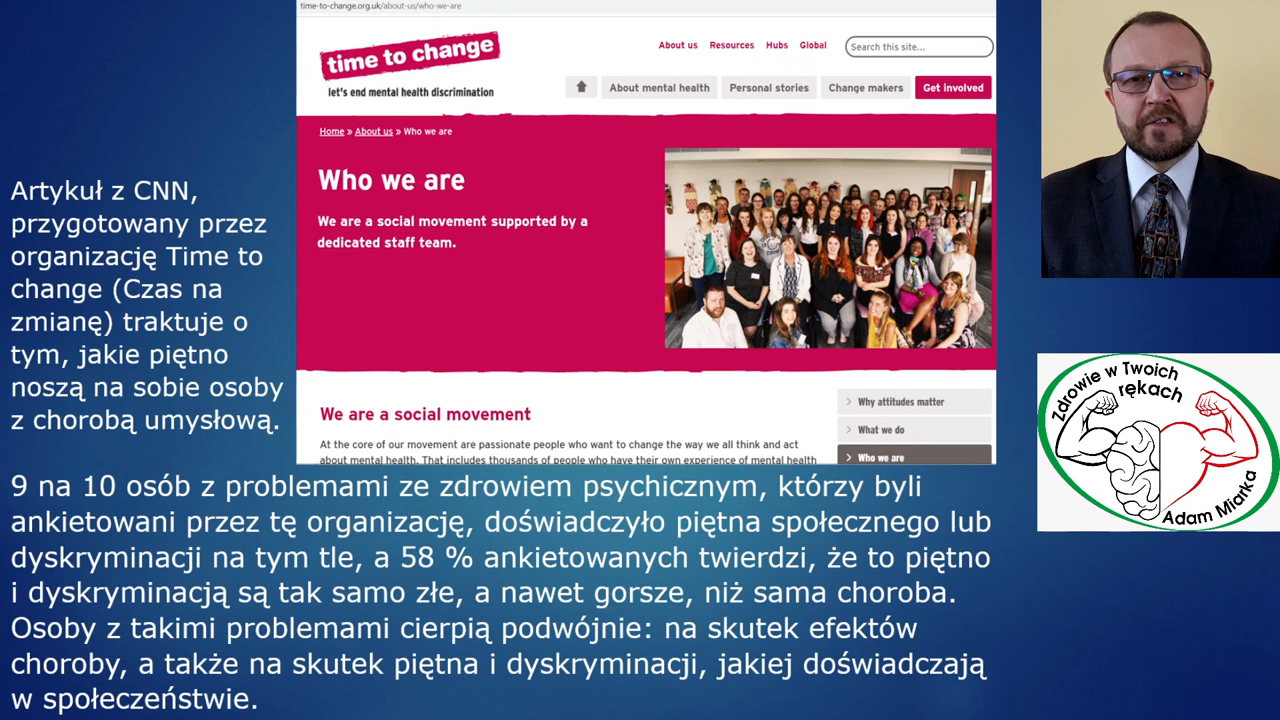 time-to-change.org.uk/about-us/who-we-are
time to change
let's end mental health discrimination
About us Resources Hubs Global
Search this site...
About mental health Personal stories Change makers Get involved
Home » About us » Who we are
Who we are
We are a social movement supported by a
dedicated staff team.
We are a social movement
At the core of our movement are passionate people who want to change the way we all think and act
about mental health. That includes thousands of people who have their own experience of mental health
Why attitudes matter
What we do
Who we are
Artykuł z CNN,
przygotowany przez
organizację Time to
change (Czas na
zmianę) traktuje o
tym, jakie piętno
noszą na sobie osoby
z chorobą umysłową.
9 na 10 osób z problemami ze zdrowiem psychicznym, którzy byli
ankietowani przez tę organizację, doświadczyło piętna społecznego lub
dyskryminacji na tym tle, a 58 % ankietowanych twierdzi, że to piętno
i dyskryminacją są tak samo złe, a nawet gorsze, niż sama choroba.
Osoby z takimi problemami cierpią podwójnie: na skutek efektów
choroby, a także na skutek piętna i dyskryminacji, jakiej doświadczają
w społeczeństwie.
Zdrowie w Twoich
rękach
Adam Miarka